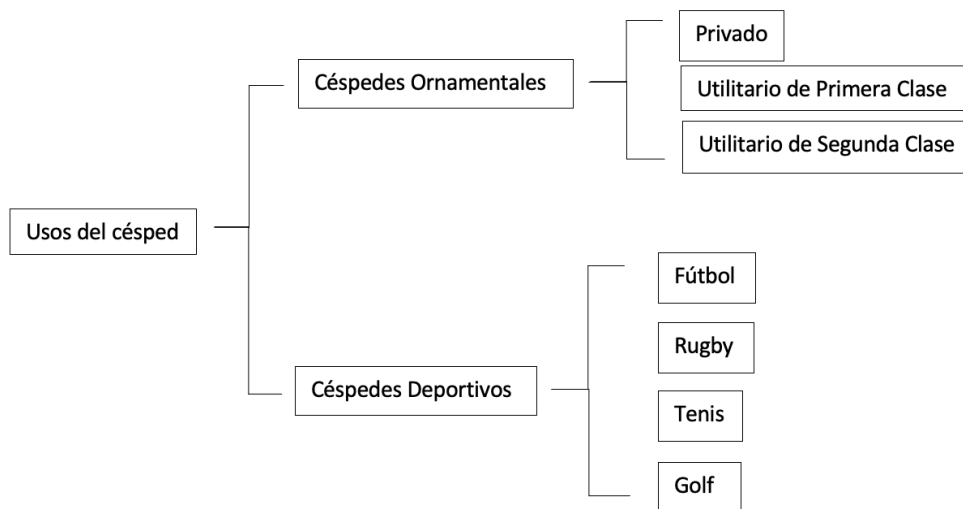 Usos del césped
Céspedes Ornamentales
Privado
Utilitario de Primera Clase
Utilitario de Segunda Clase
Céspedes Deportivos
Fútbol
Rugby
Tenis
Golf